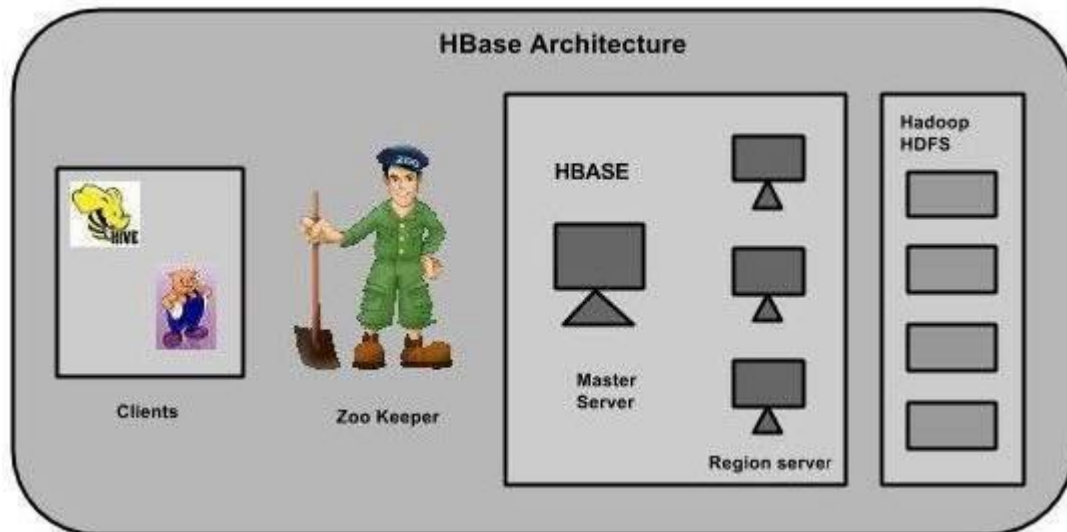 HBase Architecture
HIVE
Clients
ZOO
Zoo Keeper
HBASE
Master
Server
Region server
Hadoop
HDFS